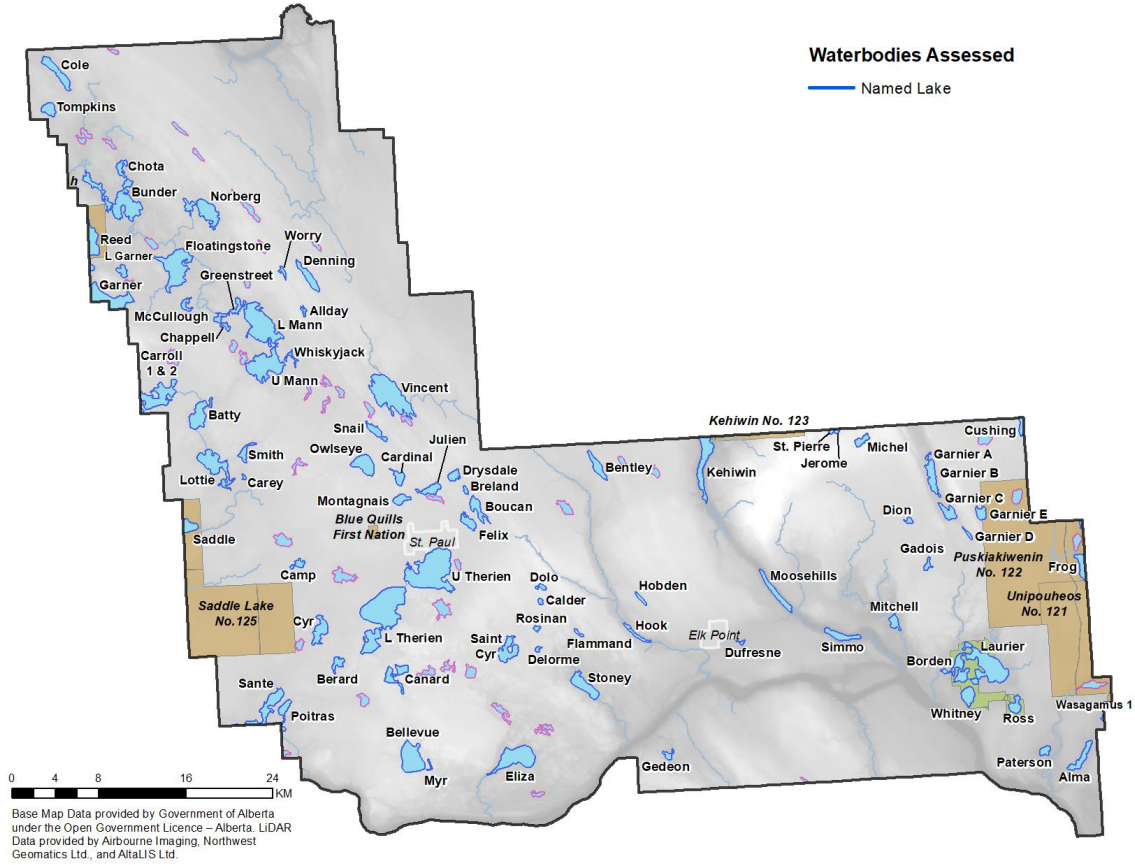 Waterbodies Assessed
Named Lake
Cole
Tompkins
Chota
h
Bunder
Norberg
Reed
Floatingstone
Worry
L Garner
Denning
Greenstreet
Garner
McCullough
Allday
L Mann
Chappell
Carroll
1 & 2
Whiskyjack
U Mann
Vincent
Batty
Snail
Julien
Owlseye
Smith
Cardinal
Drysdale
Lottie
Carey
Breland
Montagnais
Boucan
Blue Quills
First Nation
St. Paul
Felix
Saddle
Camp
U Therien
Dolo
Calder
Saddle Lake
No.125
Cyr
Rosinan
L Therien
Saint
Cyr
Flammand
Delorme
Berard
Canard
Stoney
Sante
Poitras
Bellevue
Myr
Eliza
Kehiwin No. 123
St. Pierre
Jerome
Michel
Cushing
Bentley
Kehiwin
Garnier A
Garnier B
Garnier C
Garnier E
Dion
Garnier D
Gadois
Puskiakiwenin
No. 122
Frog
Unipouheos
No. 121
Hobden
Moosehills
Mitchell
Hook
Elk Point
Dufresne
Simmo
Borden
Laurier
Whitney
Ross
Wasagamus 1
Gedeon
Paterson
Alma
0 4 8 16 24
KM
Base Map Data provided by Government of Alberta
under the Open Government Licence – Alberta. LiDAR
Data provided by Airbourne Imaging, Northwest
Geomatics Ltd., and AltaLIS Ltd.